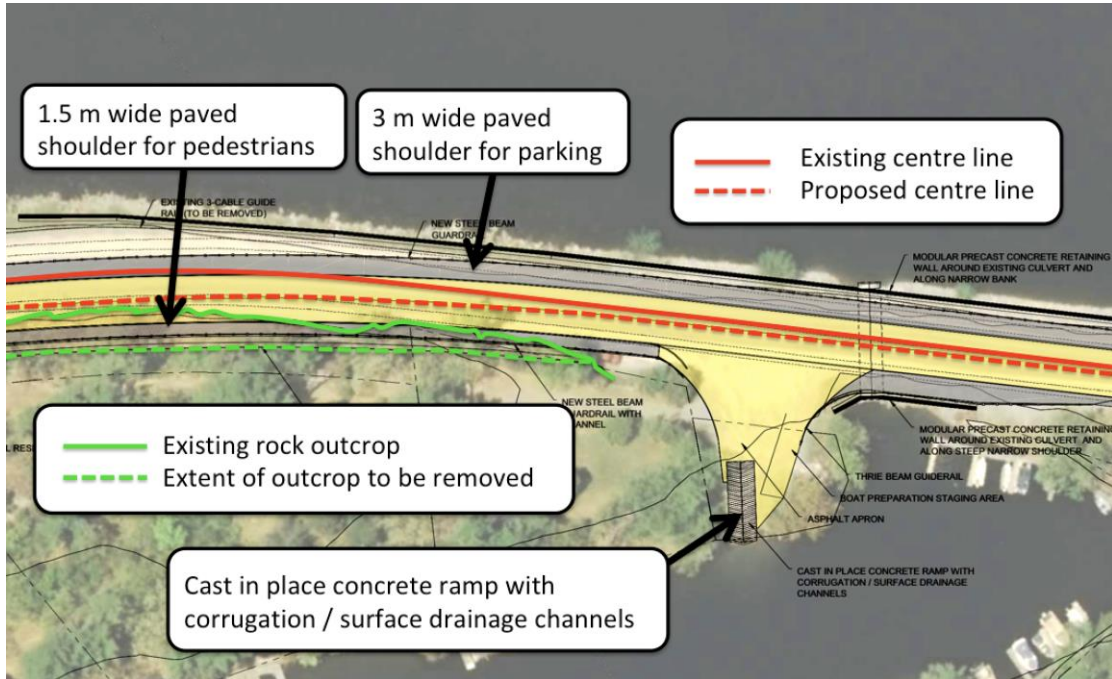 1.5 m wide paved
shoulder for pedestrians
3 m wide paved
shoulder for parking
Existing centre line
Proposed centre line
EXISTING 3-CABLE GUIDE
(TO BE REMOVED)
NEW STEEL BEAM
MODULAR PRECAST CONCRETE RETAINING
WALL AROUND EXISTING CULVERT AND
ALONG NARROW BANK
NEW STEEL BEAM
WITH
Existing rock outcrop
Extent of outcrop to be removed
MODULAR PRECAST CONCRETE RETAINING
WALL AROUND EXISTING CULVERT AND
ALONG STEEP NARROW SHOULDER
THRIE BEAM GUIDERAIL
BOAT PREPARATION STAGING AREA
ASPHALT APRON
Cast in place concrete ramp with
corrugation / surface drainage
channels
CAST IN PLACE CONCRETE RAMP WITH
CORRUGATION / SURFACE DRAINAGE
CHANNELS